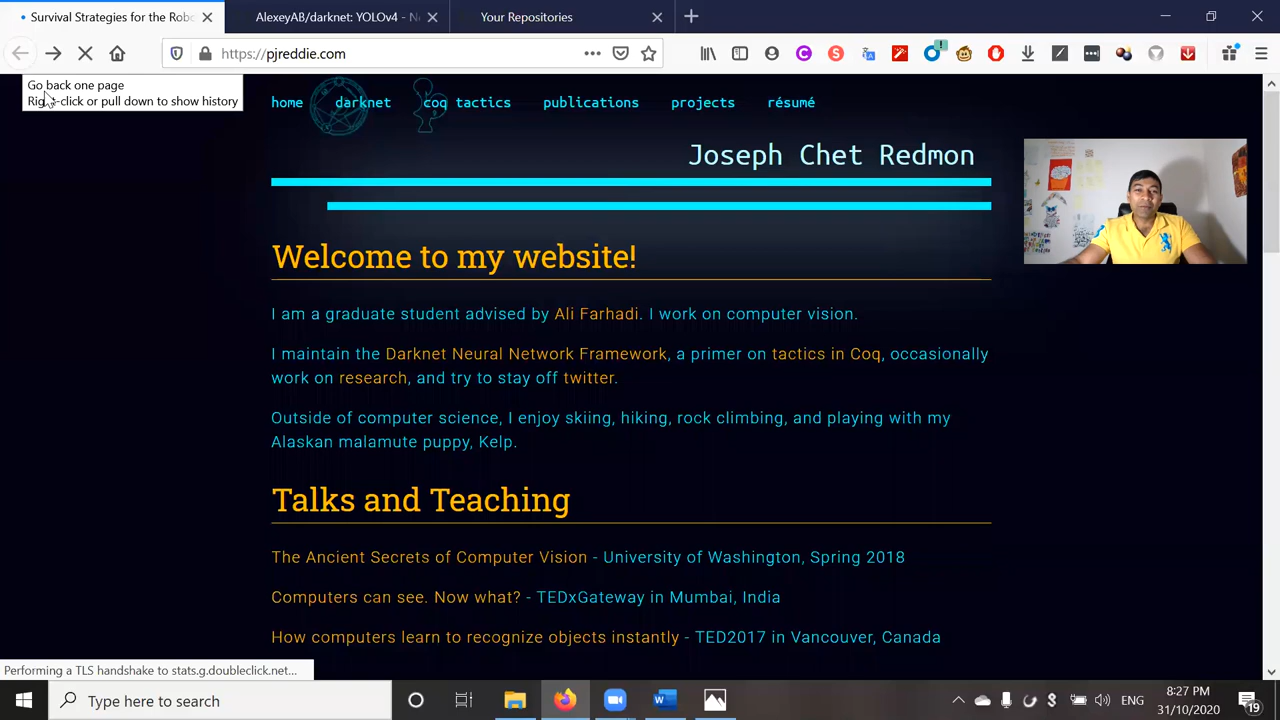 Survival Strategies for the Robo
AlexeyAB/darknet: YOLOv4 - N
Your Repositories
https://pjreddie.com
Go back one page
Right-click or pull down to show history
home
darknet
coq tactics
publications
projects
résumé
Joseph Chet Redmon
Welcome to my website!
I am a graduate student advised by Ali Farhadi. I work on computer vision.
I maintain the Darknet Neural Network Framework, a primer on tactics in Coq, occasionally
work on research, and try to stay off twitter.
Outside of computer science, I enjoy skiing, hiking, rock climbing, and playing with my
Alaskan malamute puppy, Kelp.
Talks and Teaching
The Ancient Secrets of Computer Vision - University of Washington, Spring 2018
Computers can see. Now what? - TEDxGateway in Mumbai, India
How computers learn to recognize objects instantly - TED2017 in Vancouver, Canada
Performing a TLS handshake to stats.g.doubleclick.net...
Type here to search
ENG
8:27 PM
31/10/2020
19